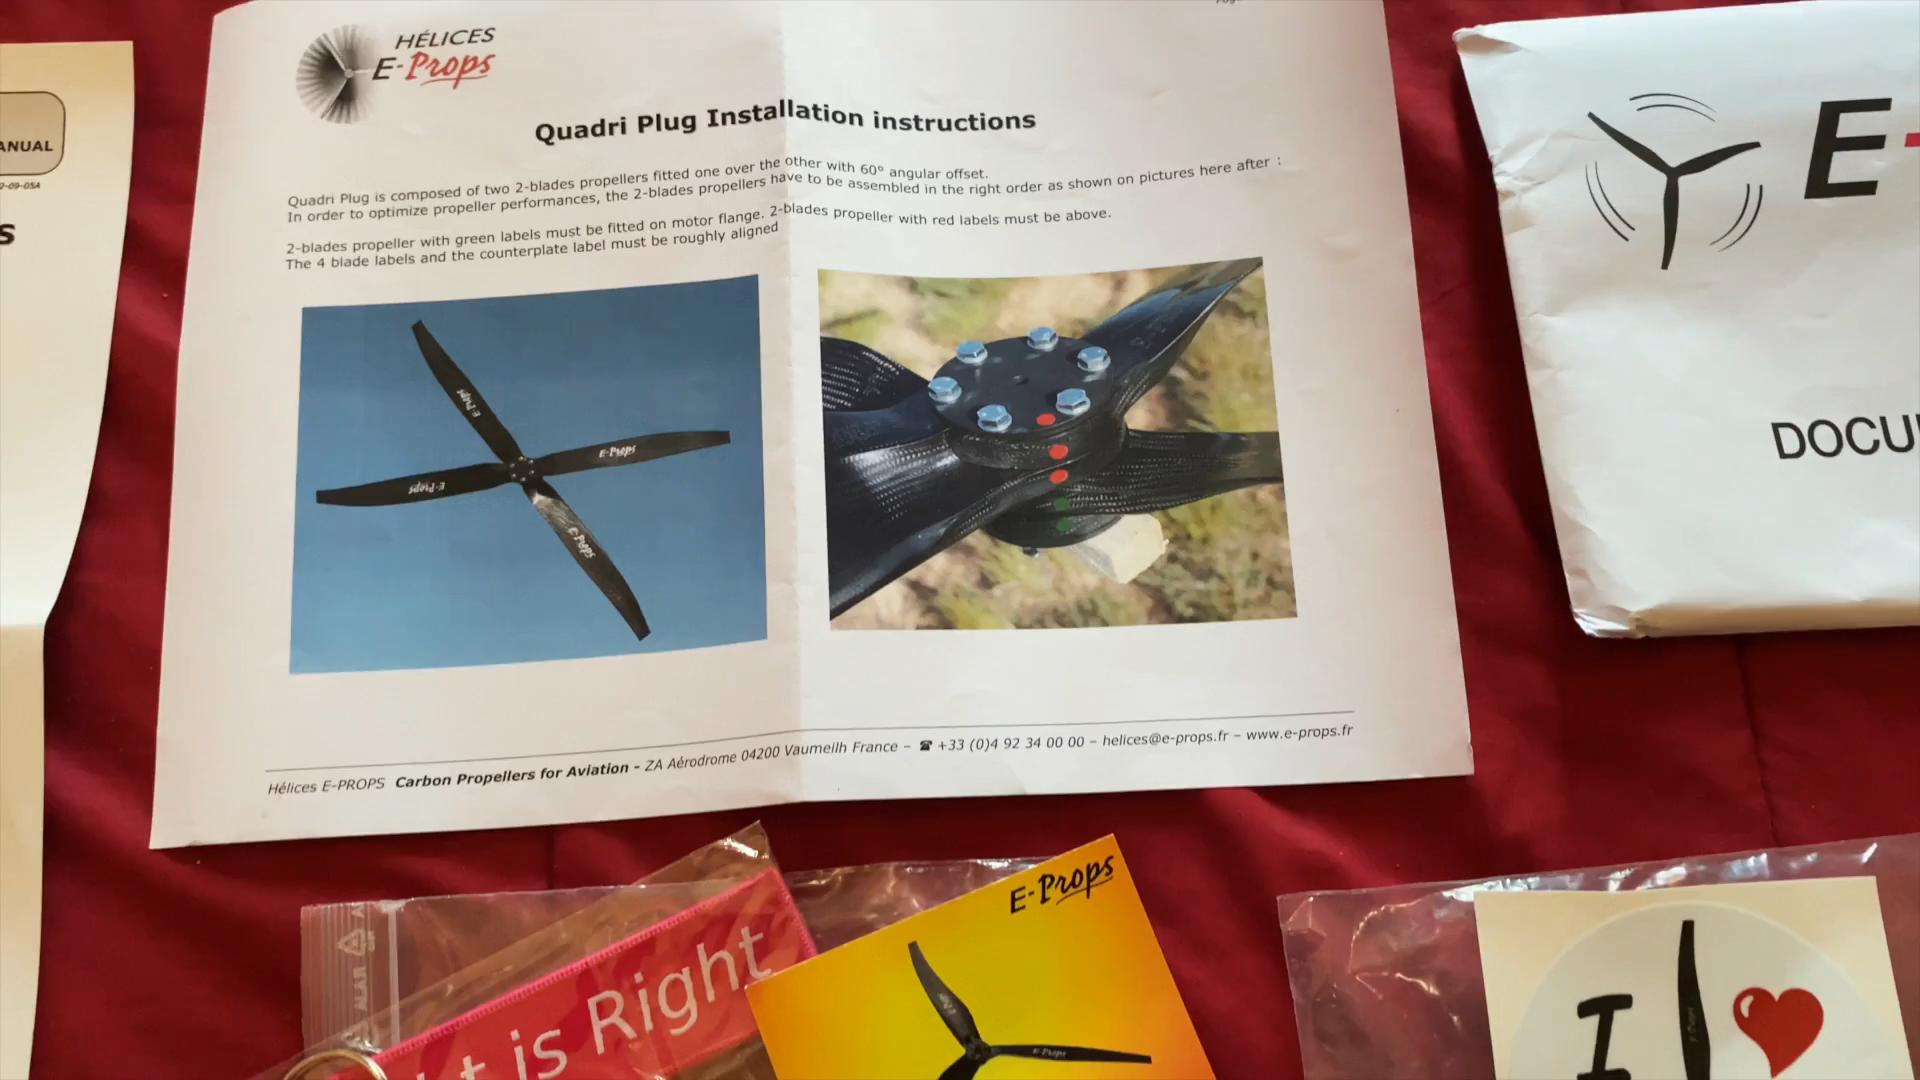 HÉLICES
E-Props
Quadri Plug Installation instructions
Quadri Plug is composed of two 2-blades propellers fitted one over the other with 60° angular offset.
In order to optimize propeller performances, the 2-blades propellers have to be assembled in the right order as shown on pictures here after :
2-blades propeller with green labels must be fitted on motor flange. 2-blades propeller with red labels must be above.
The 4 blade labels and the counterplate label must be roughly aligned
E-Props
E-Props
E-Props
E-Props
Hélices E-PROPS Carbon Propellers for Aviation - ZA Aérodrome 04200 Vaumeilh France – ☎ +33 (0)4 92 34 00 00 – helices@e-props.fr – www.e-props.fr
ANUAL
2-09-05A
S
E-
DOCU
is Right
E-Props
E-Props
I